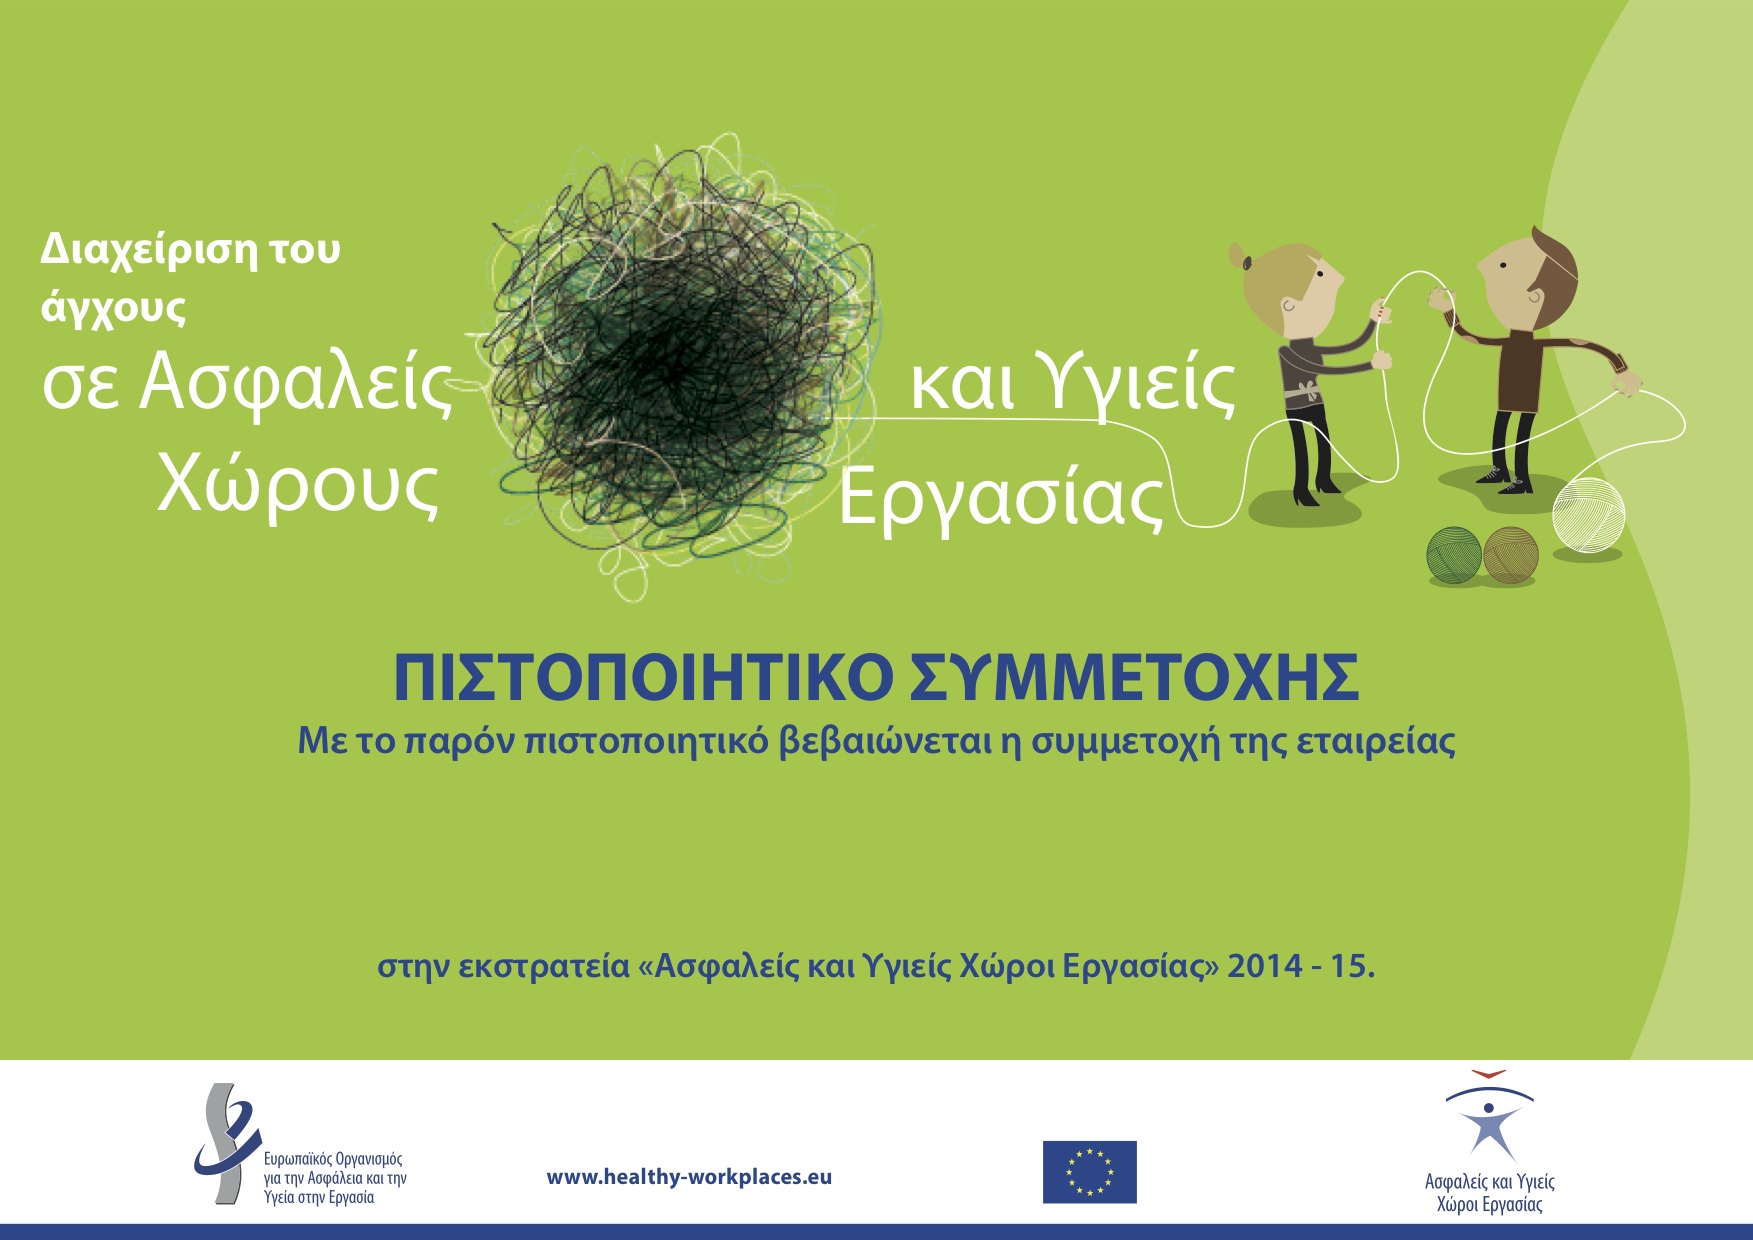 Διαχείριση του
άγχους
σε Ασφαλείς και Υγιείς
Χώρους Εργασίας
ΠΙΣΤΟΠΟΙΗΤΙΚΟ ΣΥΜΜΕΤΟΧΗΣ
Με το παρόν πιστοποιητικό βεβαιώνεται η συμμετοχή της εταιρείας
στην εκστρατεία «Ασφαλείς και Υγιείς Χώροι Εργασίας» 2014 - 15.
Ευρωπαϊκός Οργανισμός
για την Ασφάλεια και την
Υγεία στην Εργασία
www.healthy-workplaces.eu
Ασφαλείς και Υγιείς
Χώροι Εργασίας